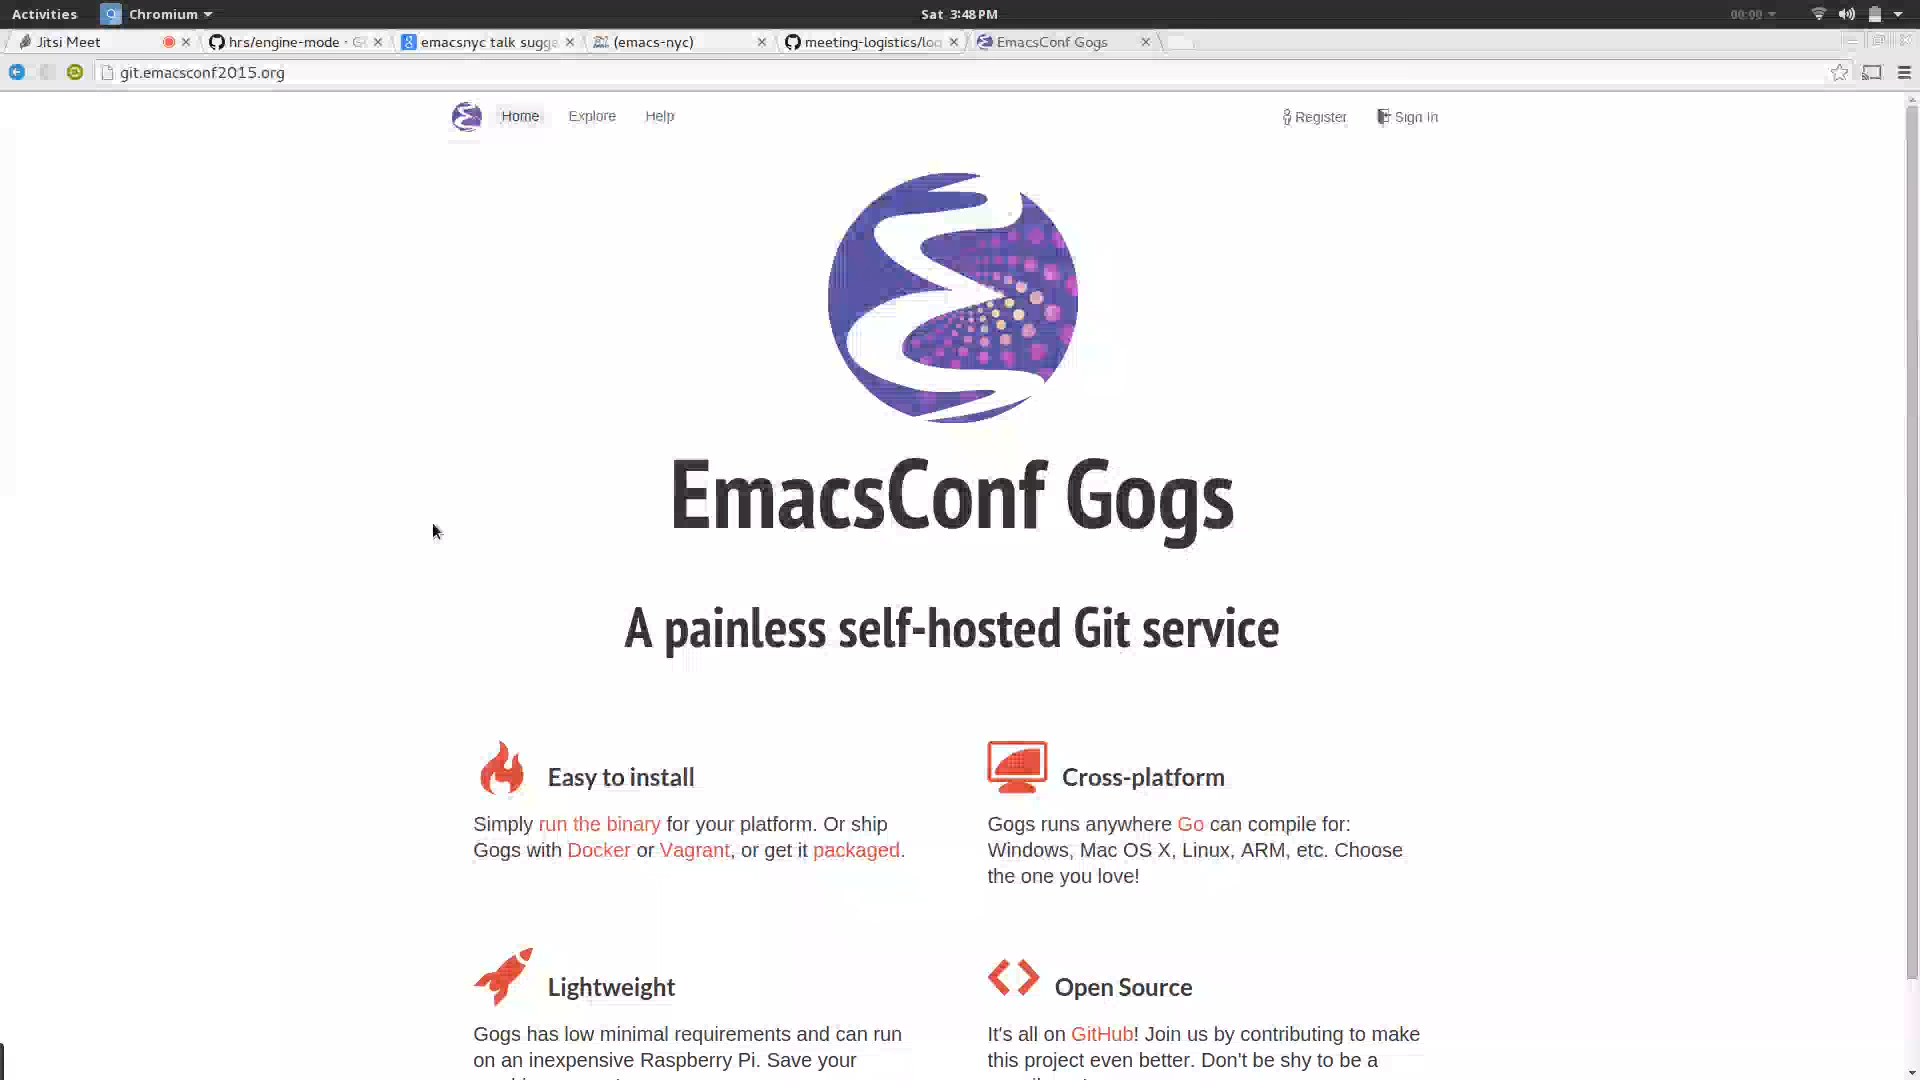 Activities Chromium Sat 3:48 PM 00:00
Jitsi Meet hrs/engine-mode · emacsnyc talk sugg (emacs-nyc) meeting-logistics/log EmacsConf Gogs
git.emacsconf2015.org
Home Explore Help Register Sign In
EmacsConf Gogs
A painless self-hosted Git service
Easy to install
Simply run the binary for your platform. Or ship
Gogs with Docker or Vagrant, or get it packaged.
Cross-platform
Gogs runs anywhere Go can compile for:
Windows, Mac OS X, Linux, ARM, etc. Choose
the one you love!
Lightweight
Gogs has low minimal requirements and can run
on an inexpensive Raspberry Pi. Save your
Open Source
It's all on GitHub! Join us by contributing to make
this project even better. Don't be shy to be a